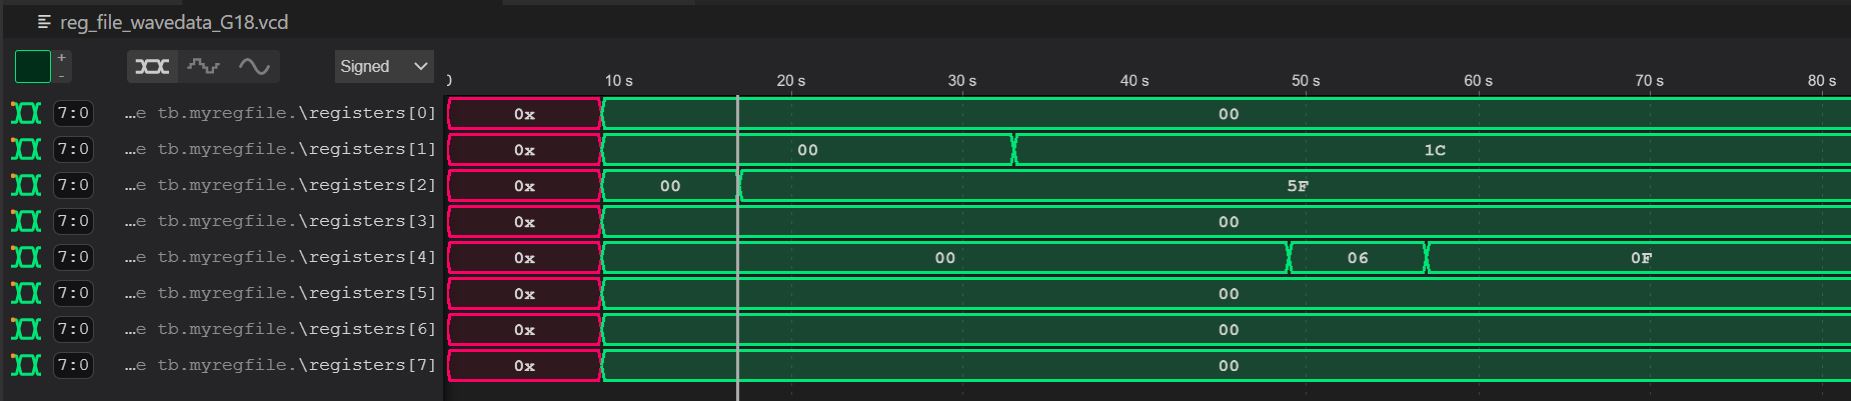 reg_file_wavedata_G18.vcd
+
-
Signed
0 10 s 20 s 30 s 40 s 50 s 60 s 70 s 80 s
7:0 …e tb.myregfile.\registers[0] 0x 00
7:0 …e tb.myregfile.\registers[1] 0x 00 1C
7:0 …e tb.myregfile.\registers[2] 0x 00 5F
7:0 …e tb.myregfile.\registers[3] 0x 00
7:0 …e tb.myregfile.\registers[4] 0x 00 06 0F
7:0 …e tb.myregfile.\registers[5] 0x 00
7:0 …e tb.myregfile.\registers[6] 0x 00
7:0 …e tb.myregfile.\registers[7] 0x 00